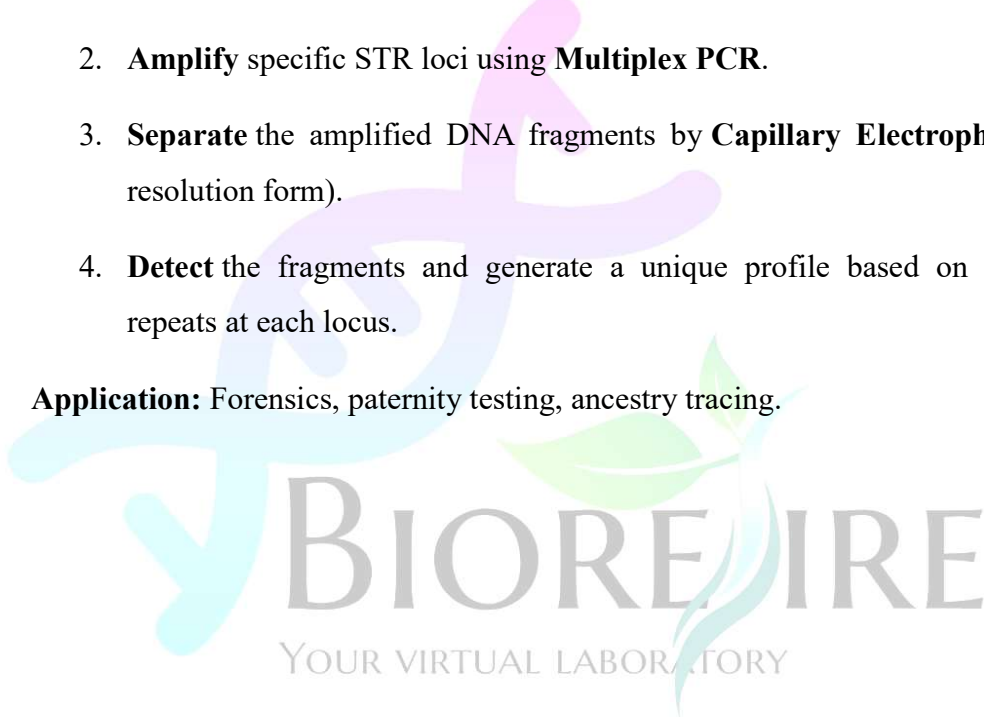 2. Amplify specific STR loci using Multiplex PCR.
3. Separate the amplified DNA fragments by Capillary Electroph
resolution form).
4. Detect the fragments and generate a unique profile based on
repeats at each locus.
Application: Forensics, paternity testing, ancestry tracing.
YOUR VIRTUAL LABORATORY